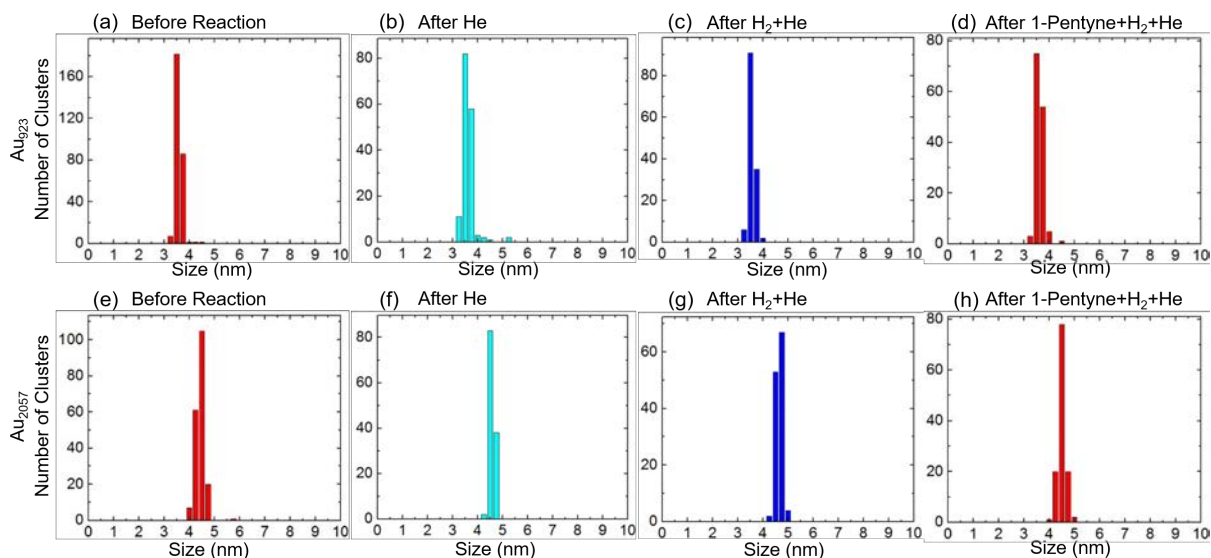 (a) Before Reaction
(b) After He
(c) After H₂+He
(d) After 1-Pentyne+H₂+He
Au₉₂₃
Number of Clusters
160
120
80
40
0
0 1 2 3 4 5 6 7 8 9 10
Size (nm)
80
60
40
20
0
0 1 2 3 4 5 6 7 8 9 10
Size (nm)
80
60
40
20
0
0 1 2 3 4 5 6 7 8 9 10
Size (nm)
80
60
40
20
0
0 1 2 3 4 5 6 7 8 9 100
Size (nm)
(e) Before Reaction
(f) After He
(g) After H₂+He
(h) After 1-Pentyne+H₂+He
Au₂₀₅₇
Number of Clusters
100
80
60
40
20
0
0 1 2 3 4 5 6 7 8 9 10
Size (nm)
80
60
40
20
0
0 1 2 3 4 5 6 7 8 9 10
Size (nm)
60
40
20
0
0 1 2 3 4 5 6 7 8 9 10
Size (nm)
80
60
40
20
0
0 1 2 3 4 5 6 7 8 9 10
Size (nm)